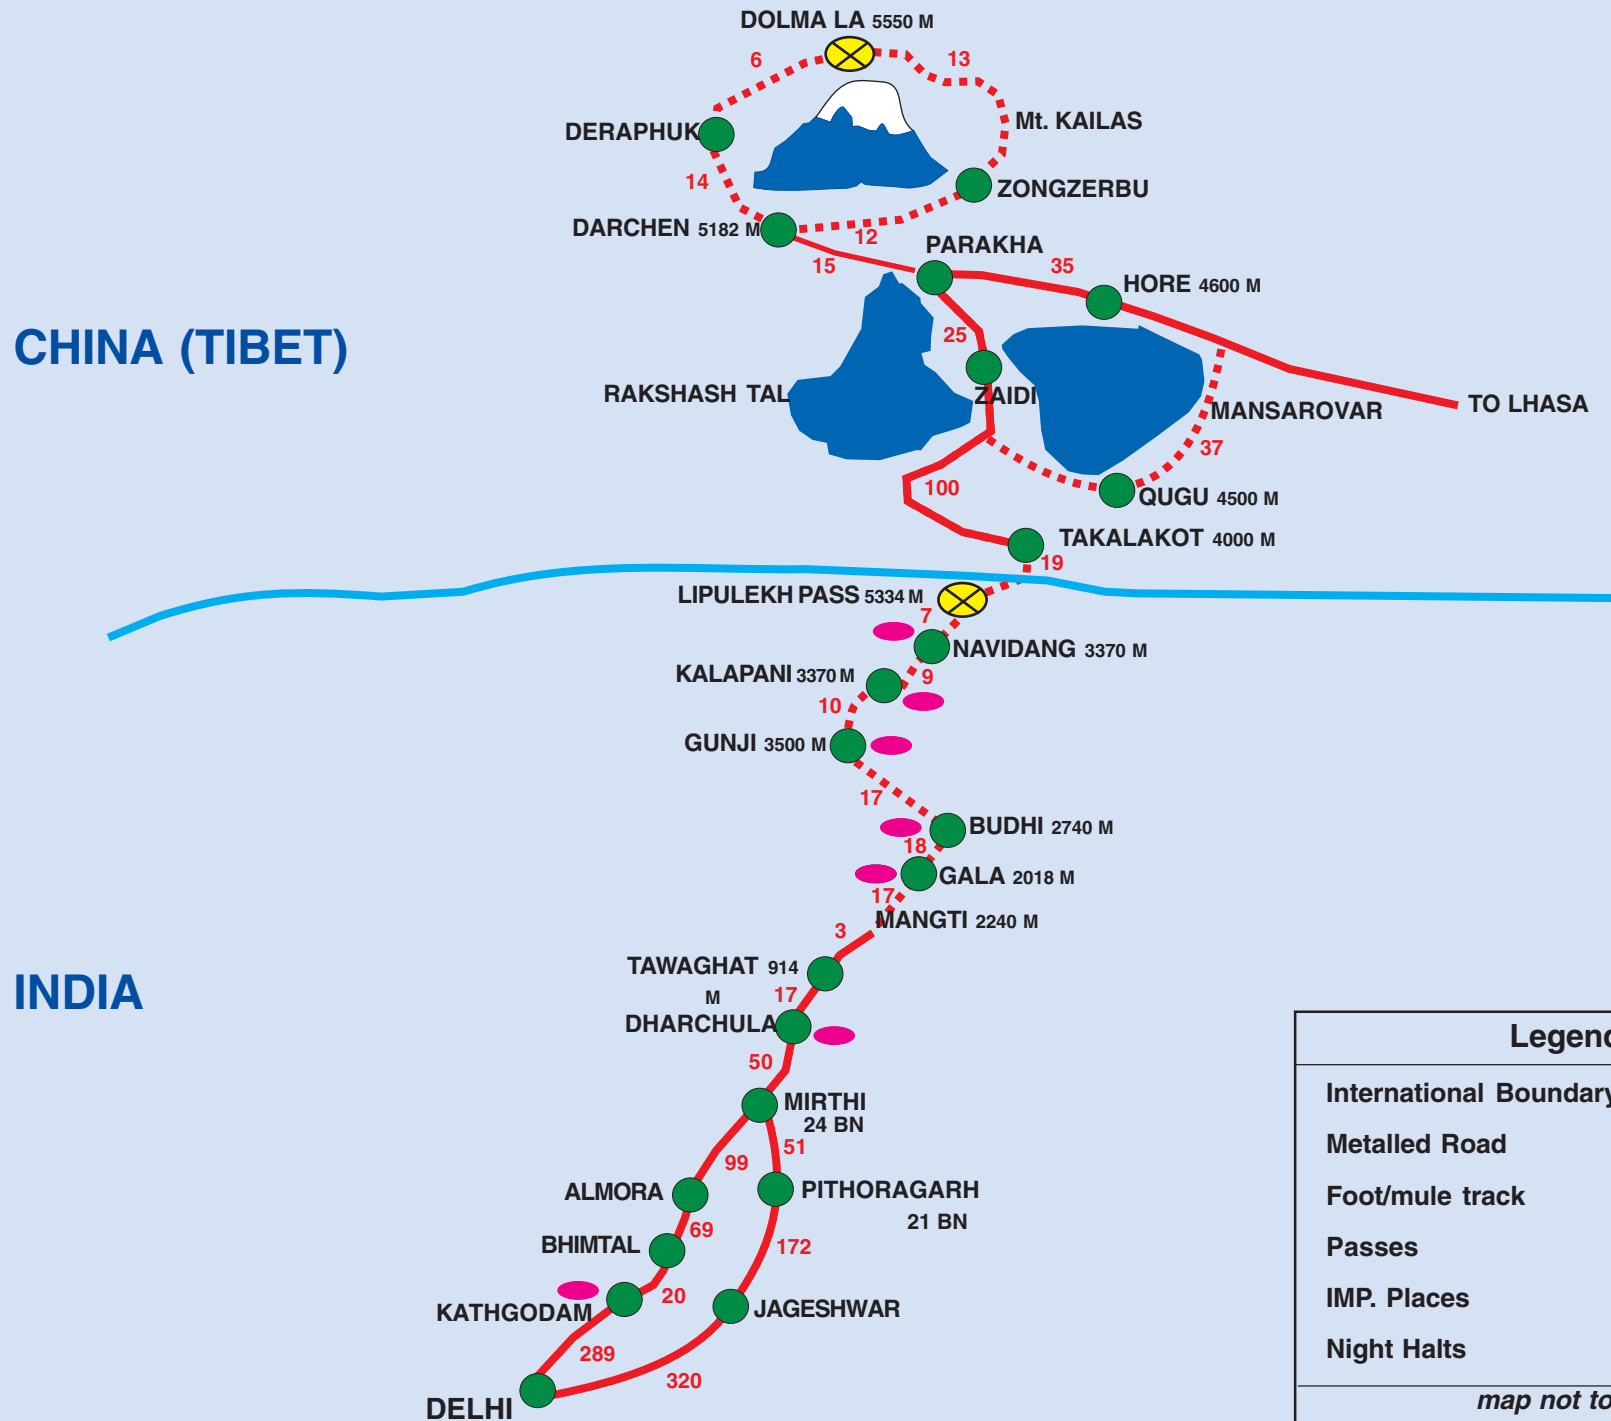 DOLMA LA 5550 M
6
13
Mt. KAILAS
DERAPHUK
14
ZONGZERBU
DARCHEN 5182 M
12
PARAKHA
15
35
HORE 4600 M
CHINA (TIBET)
25
RAKSHASH TAL
ZAIDI
MANSAROVAR
TO LHASA
37
100
QUGU 4500 M
TAKALAKOT 4000 M
19
LIPULEKH PASS 5334 M
7
NAVIDANG 3370 M
KALAPANI 3370 M
9
10
GUNJI 3500 M
17
BUDHI 2740 M
18
GALA 2018 M
17
MANGTI 2240 M
3
TAWAGHAT 914
M
17
INDIA
DHARCHULA
50
MIRTHI
24 BN
51
99
ALMORA
PITHORAGARH
21 BN
69
BHIMTAL
172
20
KATHGODAM
JAGESHWAR
289
320
DELHI
Legend
International Boundary
Metalled Road
Foot/mule track
Passes
IMP. Places
Night Halts
map not to